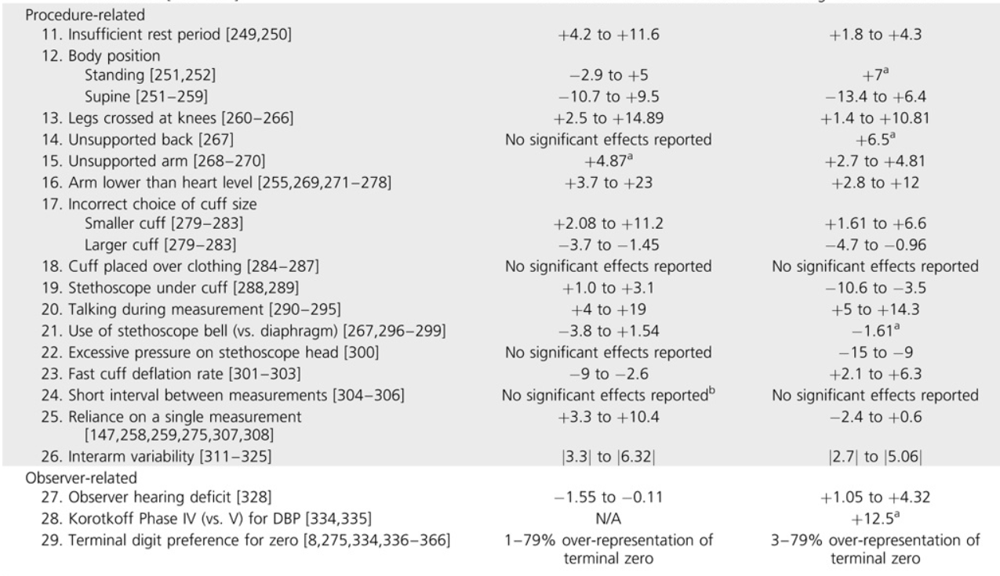 Procedure-related
11. Insufficient rest period [249,250] +4.2 to +11.6 +1.8 to +4.3
12. Body position
Standing [251,252] −2.9 to +5 +7a
Supine [251–259] −10.7 to +9.5 −13.4 to +6.4
13. Legs crossed at knees [260–266] +2.5 to +14.89 +1.4 to +10.81
14. Unsupported back [267] No significant effects reported +6.5a
15. Unsupported arm [268–270] +4.87a +2.7 to +4.81
16. Arm lower than heart level [255,269,271–278] +3.7 to +23 +2.8 to +12
17. Incorrect choice of cuff size
Smaller cuff [279–283] +2.08 to +11.2 +1.61 to +6.6
Larger cuff [279–283] −3.7 to −1.45 −4.7 to −0.96
18. Cuff placed over clothing [284–287] No significant effects reported No significant effects reported
19. Stethoscope under cuff [288,289] +1.0 to +3.1 −10.6 to −3.5
20. Talking during measurement [290–295] +4 to +19 +5 to +14.3
21. Use of stethoscope bell (vs. diaphragm) [267,296–299] −3.8 to +1.54 −1.61a
22. Excessive pressure on stethoscope head [300] No significant effects reported −15 to −9
23. Fast cuff deflation rate [301–303] −9 to −2.6 +2.1 to +6.3
24. Short interval between measurements [304–306] No significant effects reportedb No significant effects reported
25. Reliance on a single measurement +3.3 to +10.4 −2.4 to +0.6
[147,258,259,275,307,308]
26. Interarm variability [311–325] |3.3| to |6.32| |2.7| to |5.06|
Observer-related
27. Observer hearing deficit [328] −1.55 to −0.11 +1.05 to +4.32
28. Korotkoff Phase IV (vs. V) for DBP [334,335] N/A +12.5a
29. Terminal digit preference for zero [8,275,334,336–366] 1–79% over-representation of 3–79% over-representation of
terminal zero terminal zero